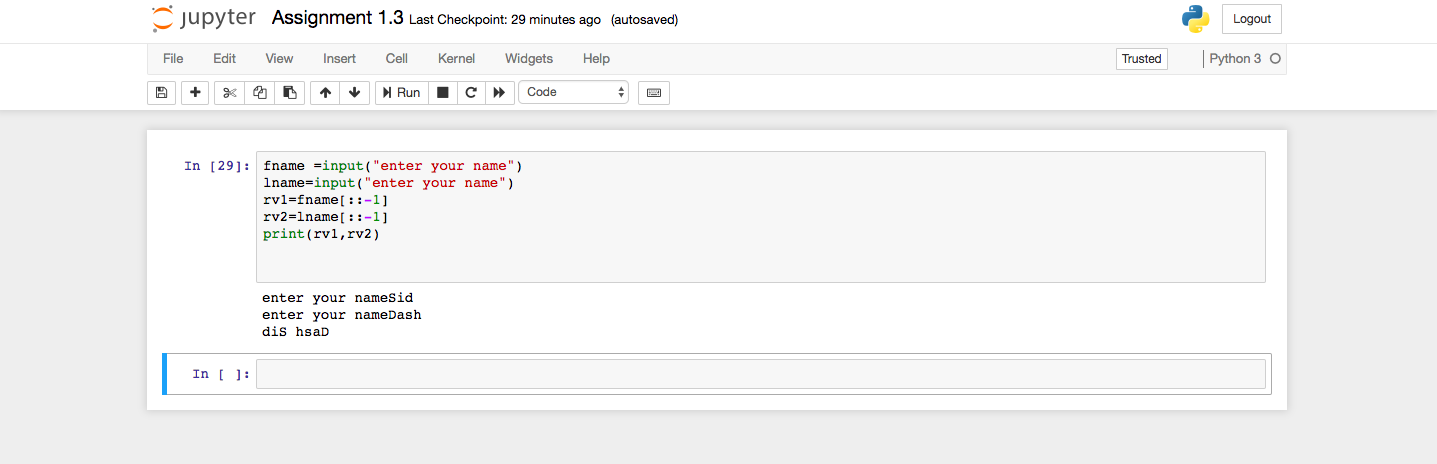 jupyter Assignment 1.3 Last Checkpoint: 29 minutes ago (autosaved) Logout
File Edit View Insert Cell Kernel Widgets Help Trusted Python 3
Run Code
In [29]: fname =input("enter your name")
lname=input("enter your name")
rv1=fname[::-1]
rv2=lname[::-1]
print(rv1,rv2)
enter your nameSid
enter your nameDash
diS hsaD
In [ ]: